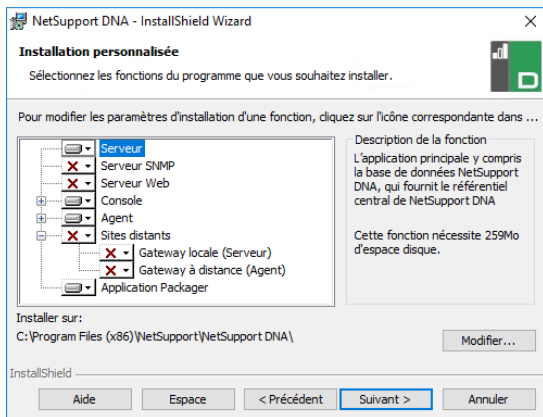 NetSupport DNA - InstallShield Wizard
Installation personnalisée
Sélectionnez les fonctions du programme que vous souhaitez installer.
D
Pour modifier les paramètres d'installation d'une fonction, cliquez sur l'icône correspondante dans ...
Serveur
Serveur SNMP
Serveur Web
Console
Agent
Sites distants
Gateway locale (Serveur)
Gateway à distance (Agent)
Application Packager
Description de la fonction
L'application principale y compris
la base de données NetSupport
DNA, qui fournit le référentiel
central de NetSupport DNA
Cette fonction nécessite 259Mo
d'espace disque.
Installer sur:
C:\Program Files (x86)\NetSupport\NetSupport DNA\
Modifier...
InstallShield
Aide
Espace
< Précédent
Suivant >
Annuler